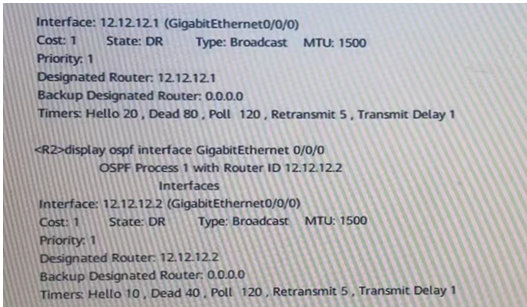 Interface: 12.12.12.1 (GigabitEthernet0/0/0)
Cost: 1 State: DR Type: Broadcast MTU: 1500
Priority: 1
Designated Router: 12.12.12.1
Backup Designated Router: 0.0.0.0
Timers: Hello 20 , Dead 80 , Poll 120 , Retransmit 5 , Transmit Delay 1
<R2>display ospf interface GigabitEthernet 0/0/0
OSPF Process 1 with Router ID 12.12.12.2
Interfaces
Interface: 12.12.12.2 (GigabitEthernet0/0/0)
Cost: 1 State: DR Type: Broadcast MTU: 1500
Priority: 1
Designated Router: 12.12.12.2
Backup Designated Router: 0.0.0.0
Timers: Hello 10 , Dead 40 , Poll 120 , Retransmit 5 , Transmit Delay 1